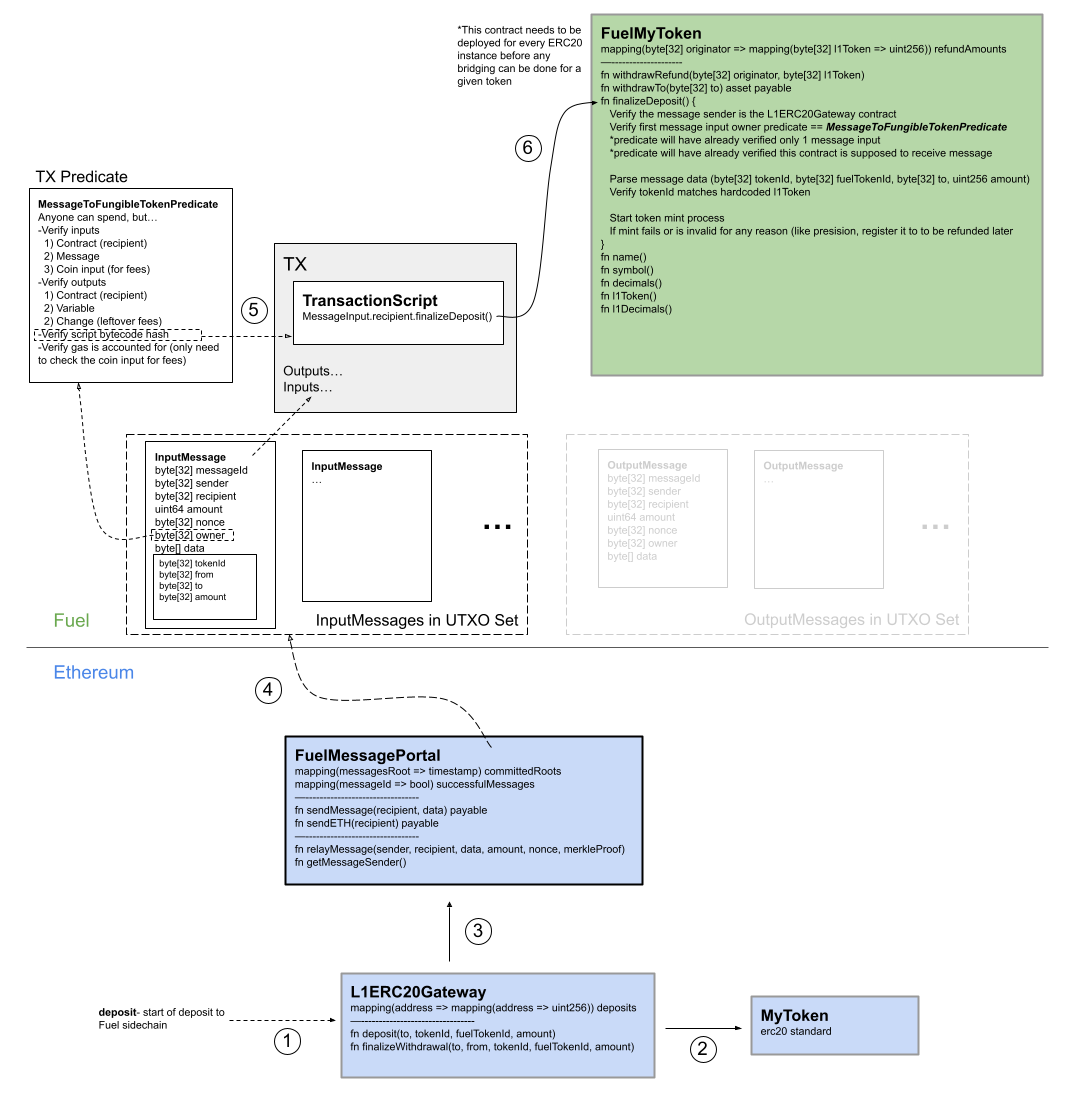 *This contract needs to be
deployed for every ERC20
instance before any
bridging can be done for a
given token
FuelMyToken
mapping(byte[32] originator => mapping(byte[32] l1Token => uint256)) refundAmounts
—--------------------
fn withdrawRefund(byte[32] originator, byte[32] l1Token)
fn withdrawTo(byte[32] to) asset payable
fn finalizeDeposit() {
Verify the message sender is the L1ERC20Gateway contract
Verify first message input owner predicate == MessageToFungibleTokenPredicate
*predicate will have already verified only 1 message input
*predicate will have already verified this contract is supposed to receive message
Parse message data (byte[32] tokenId, byte[32] fuelTokenId, byte[32] to, uint256 amount)
Verify tokenId matches hardcoded l1Token
Start token mint process
If mint fails or is invalid for any reason (like presision, register it to to be refunded later
}
fn name()
fn symbol()
fn decimals()
fn l1Token()
fn l1Decimals()
6
TX Predicate
MessageToFungibleTokenPredicate
Anyone can spend, but…
-Verify inputs
1) Contract (recipient)
2) Message
3) Coin input (for fees)
-Verify outputs
1) Contract (recipient)
2) Variable
2) Change (leftover fees)
-Verify script bytecode hash
-Verify gas is accounted for (only need
to check the coin input for fees)
5
TX
TransactionScript
MessageInput.recipient.finalizeDeposit()
Outputs…
Inputs…
InputMessage
byte[32] messageId
byte[32] sender
byte[32] recipient
uint64 amount
byte[32] nonce
byte[32] owner
byte[] data
byte[32] tokenId
byte[32] from
byte[32] to
byte[32] amount
InputMessage
…
...
InputMessages in UTXO Set
OutputMessage
byte[32] messageId
byte[32] sender
byte[32] recipient
uint64 amount
byte[32] nonce
byte[32] owner
byte[] data
OutputMessage
…
...
OutputMessages in UTXO Set
Fuel
Ethereum
4
FuelMessagePortal
mapping(messagesRoot => timestamp) committedRoots
mapping(messageId => bool) successfulMessages
—---------------------------------
fn sendMessage(recipient, data) payable
fn sendETH(recipient) payable
—---------------------------------
fn relayMessage(sender, recipient, data, amount, nonce, merkleProof)
fn getMessageSender()
3
deposit- start of deposit to
Fuel sidechain
1
L1ERC20Gateway
mapping(address => mapping(address => uint256)) deposits
—---------------------------------
fn deposit(to, tokenId, fuelTokenId, amount)
fn finalizeWithdrawal(to, from, tokenId, fuelTokenId, amount)
2
MyToken
erc20 standard